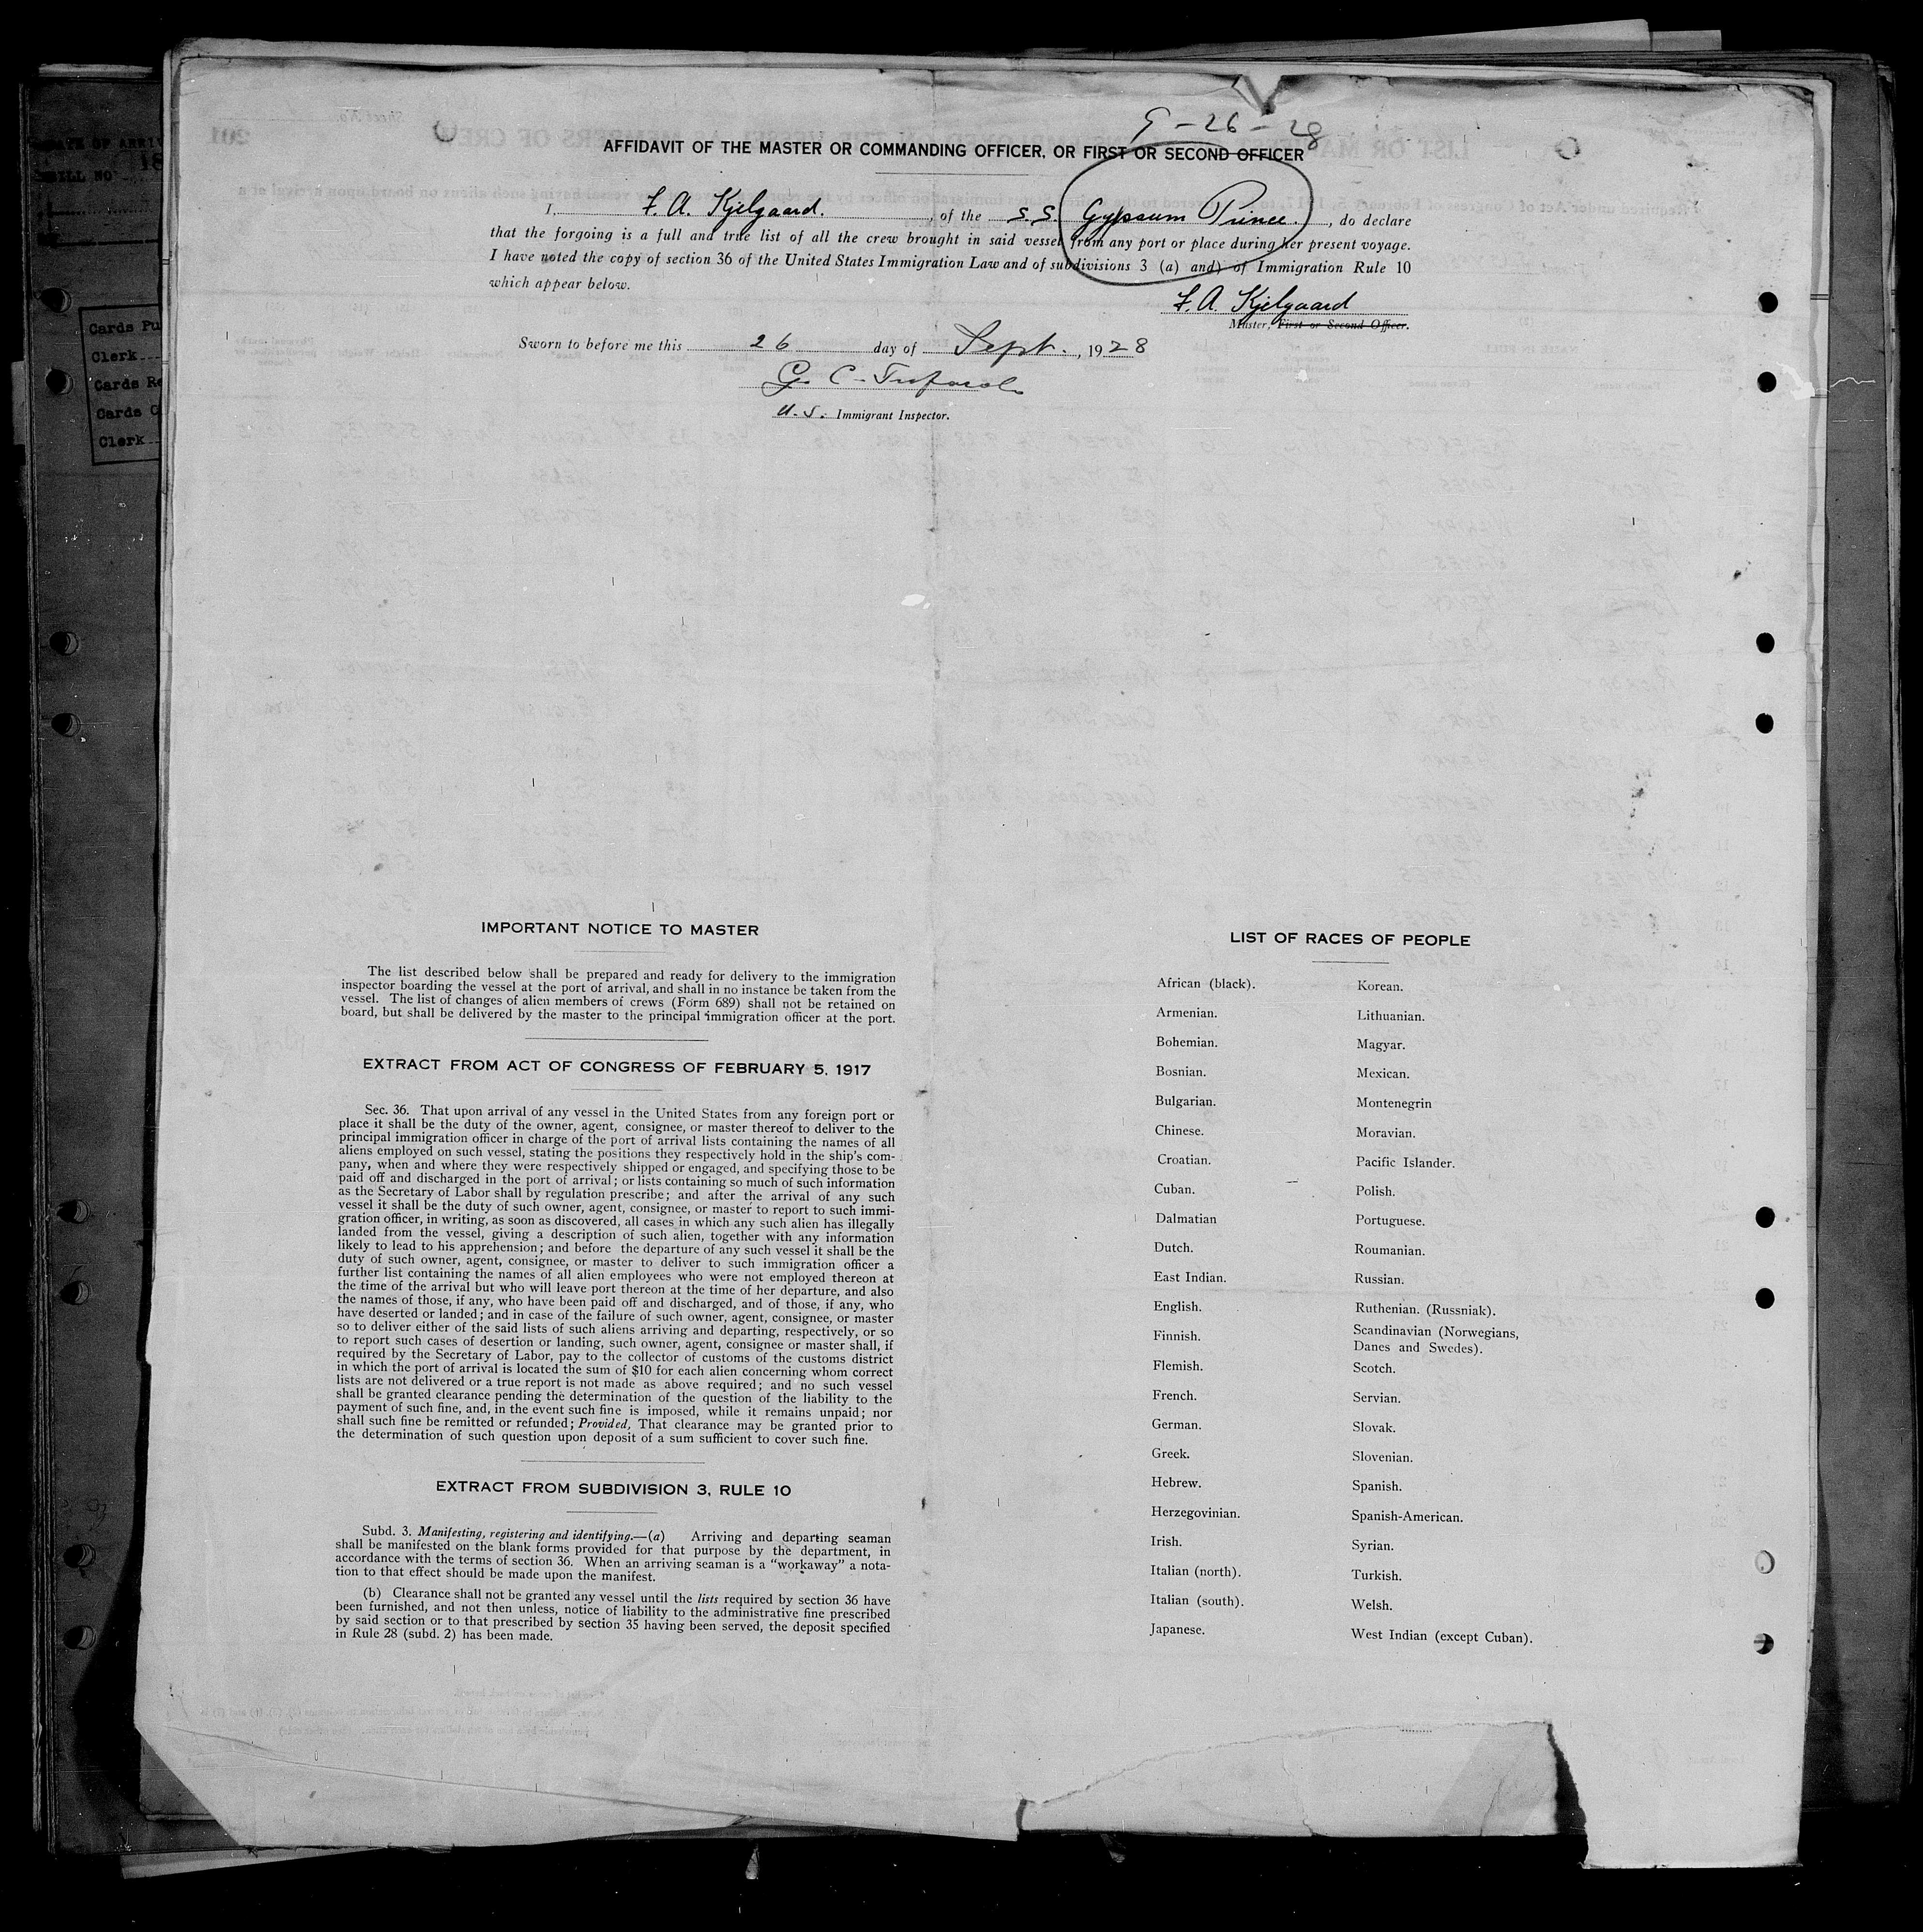 9-26-28
AFFIDAVIT OF THE MASTER OR COMMANDING OFFICER, OR FIRST OR SECOND OFFICER
I, F. A. Kjelgaard. , of the S.S. Gypsum Prince. , do declare
that the forgoing is a full and true list of all the crew brought in said vessel from any port or place during her present voyage.
I have noted the copy of section 36 of the United States Immigration Law and of subdivisions 3 (a) and) of Immigration Rule 10
which appear below.
F. A. Kjelgaard
Master, First or Second Officer.
Sworn to before me this 26 day of Sept. , 1928
G. C.
U.S. Immigrant Inspector.
Cards Pu
Clerk
Cards Re
Cards C
Clerk
IMPORTANT NOTICE TO MASTER
The list described below shall be prepared and ready for delivery to the immigration
inspector boarding the vessel at the port of arrival, and shall in no instance be taken from the
vessel. The list of changes of alien members of crews (Form 689) shall not be retained on
board, but shall be delivered by the master to the principal immigration officer at the port.
EXTRACT FROM ACT OF CONGRESS OF FEBRUARY 5, 1917
Sec. 36. That upon arrival of any vessel in the United States from any foreign port or
place it shall be the duty of the owner, agent, consignee, or master thereof to deliver to the
principal immigration officer in charge of the port of arrival lists containing the names of all
aliens employed on such vessel, stating the positions they respectively hold in the ship's com-
pany, when and where they were respectively shipped or engaged, and specifying those to be
paid off and discharged in the port of arrival; or lists containing so much of such information
as the Secretary of Labor shall by regulation prescribe; and after the arrival of any such
vessel it shall be the duty of such owner, agent, consignee, or master to report to such immi-
gration officer, in writing, as soon as discovered, all cases in which any such alien has illegally
landed from the vessel, giving a description of such alien, together with any information
likely to lead to his apprehension; and before the departure of any such vessel it shall be the
duty of such owner, agent, consignee, or master to deliver to such immigration officer a
further list containing the names of all alien employees who were not employed thereon at
the time of the arrival but who will leave port thereon at the time of her departure, and also
the names of those, if any, who have been paid off and discharged, and of those, if any, who
have deserted or landed; and in case of the failure of such owner, agent, consignee, or master
so to deliver either of the said lists of such aliens arriving and departing, respectively, or so
to report such cases of desertion or landing, such owner, agent, consignee or master shall, if
required by the Secretary of Labor, pay to the collector of customs of the customs district
in which the port of arrival is located the sum of $10 for each alien concerning whom correct
lists are not delivered or a true report is not made as above required; and no such vessel
shall be granted clearance pending the determination of the question of the liability to the
payment of such fine, and, in the event such fine is imposed, while it remains unpaid; nor
shall such fine be remitted or refunded; Provided, That clearance may be granted prior to
the determination of such question upon deposit of a sum sufficient to cover such fine.
EXTRACT FROM SUBDIVISION 3, RULE 10
Subd. 3. Manifesting, registering and identifying.—(a) Arriving and departing seaman
shall be manifested on the blank forms provided for that purpose by the department, in
accordance with the terms of section 36. When an arriving seaman is a "workaway" a nota-
tion to that effect should be made upon the manifest.
(b) Clearance shall not be granted any vessel until the lists required by section 36 have
been furnished, and not then unless, notice of liability to the administrative fine prescribed
by said section or to that prescribed by section 35 having been served, the deposit specified
in Rule 28 (subd. 2) has been made.
LIST OF RACES OF PEOPLE
African (black).
Armenian.
Bohemian.
Bosnian.
Bulgarian.
Chinese.
Croatian.
Cuban.
Dalmatian
Dutch.
East Indian.
English.
Finnish.
Flemish.
French.
German.
Greek.
Hebrew.
Herzegovinian.
Irish.
Italian (north).
Italian (south).
Japanese.
Korean.
Lithuanian.
Magyar.
Mexican.
Montenegrin
Moravian.
Pacific Islander.
Polish.
Portuguese.
Roumanian.
Russian.
Ruthenian. (Russniak).
Scandinavian (Norwegians,
Danes and Swedes).
Scotch.
Servian.
Slovak.
Slovenian.
Spanish.
Spanish-American.
Syrian.
Turkish.
Welsh.
West Indian (except Cuban).